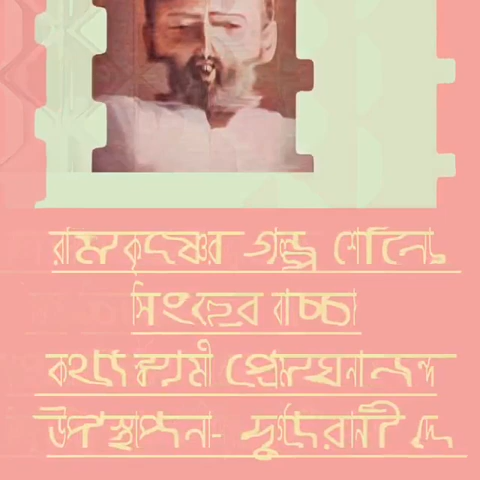 রামকৃষ্ণের গল্প শোনো,
সিংহের বাচ্চা
কথা স্বামী প্রেমঘনানন্দ
উপস্থাপনা- দুর্গারানী দে